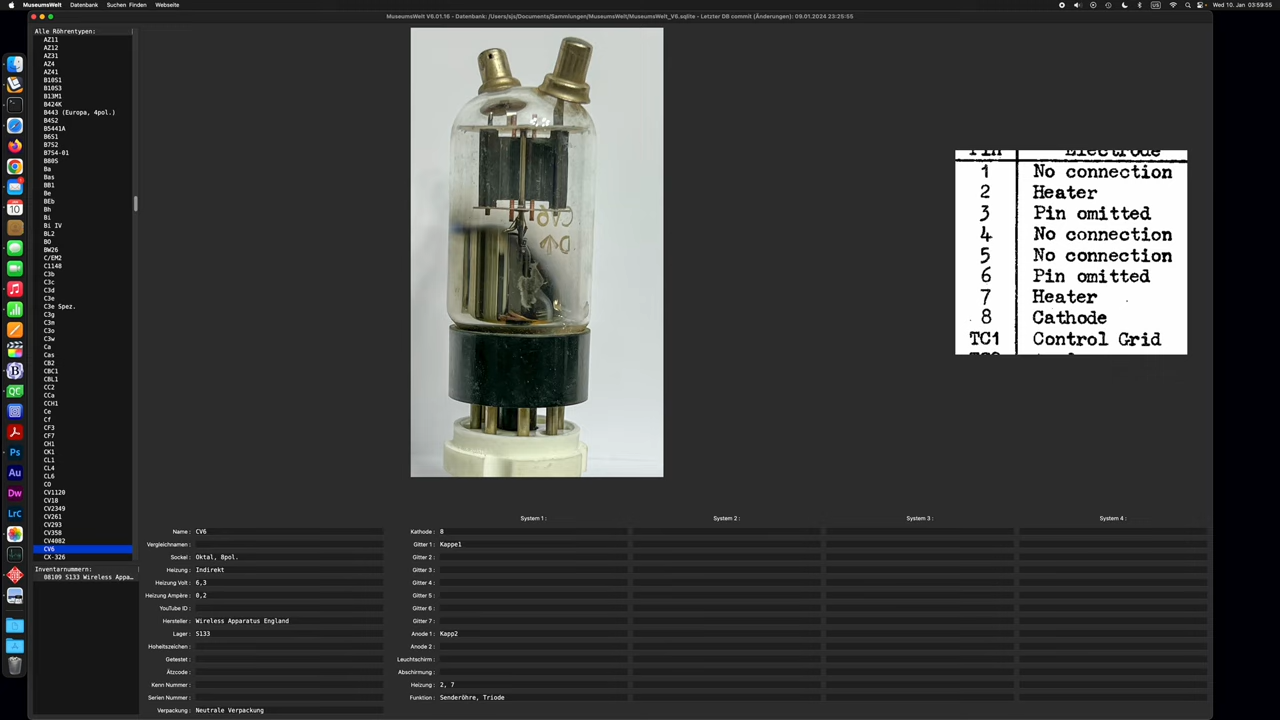 MuseumsWelt Datenbank Suchen Finden Webseite
Wed 10. Jan. 03:59:55
MuseumsWelt V6.01.16 - Datenbank: /Users/sjs/Documents/Sammlungen/MuseumsWelt/MuseumsWelt_V6.sqlite - Letzter DB commit (Änderungen): 09.01.2024 23:25:55
Alle Röhrentypen:
AZ11
AZ12
AZ31
AZ4
AZ41
B10S1
B10S3
B13M1
B424K
B443 (Europa, 4pol.)
B4S2
B5441A
B6S1
B7S2
B7S4-01
B80S
Ba
Bas
BB1
Be
BEb
Bh
Bi
Bi IV
BL2
BO
BW26
C/EM2
C1148
C3b
C3c
C3d
C3e
C3e Spez.
C3g
C3m
C3o
C3w
Ca
Cas
CB2
CBC1
CBL1
CC2
CCa
CCH1
Ce
Cf
CF3
CF7
CH1
CK1
CL1
CL4
CL6
CO
CV1120
CV18
CV2349
CV261
CV293
CV358
CV4082
CV6
CX-326
Inventarnummern:
08109 S133 Wireless Appa…
Pin Electrode
1 No connection
2 Heater
3 Pin omitted
4 No connection
5 No connection
6 Pin omitted
7 Heater
8 Cathode
TC1 Control Grid
System 1 :
System 2 :
System 3 :
System 4 :
Name : CV6
Vergleichnamen :
Sockel : Oktal, 8pol.
Heizung : Indirekt
Heizung Volt : 6,3
Heizung Ampère : 0,2
YouTube ID :
Hersteller : Wireless Apparatus England
Lager : S133
Hoheitszeichen :
Getestet :
Ätzcode :
Kenn Nummer :
Serien Nummer :
Verpackung : Neutrale Verpackung
Kathode : 8
Gitter 1 : Kappe1
Gitter 2 :
Gitter 3 :
Gitter 4 :
Gitter 5 :
Gitter 6 :
Gitter 7 :
Anode 1 : Kapp2
Anode 2 :
Leuchtschirm :
Abschirmung :
Heizung : 2, 7
Funktion : Senderöhre, Triode